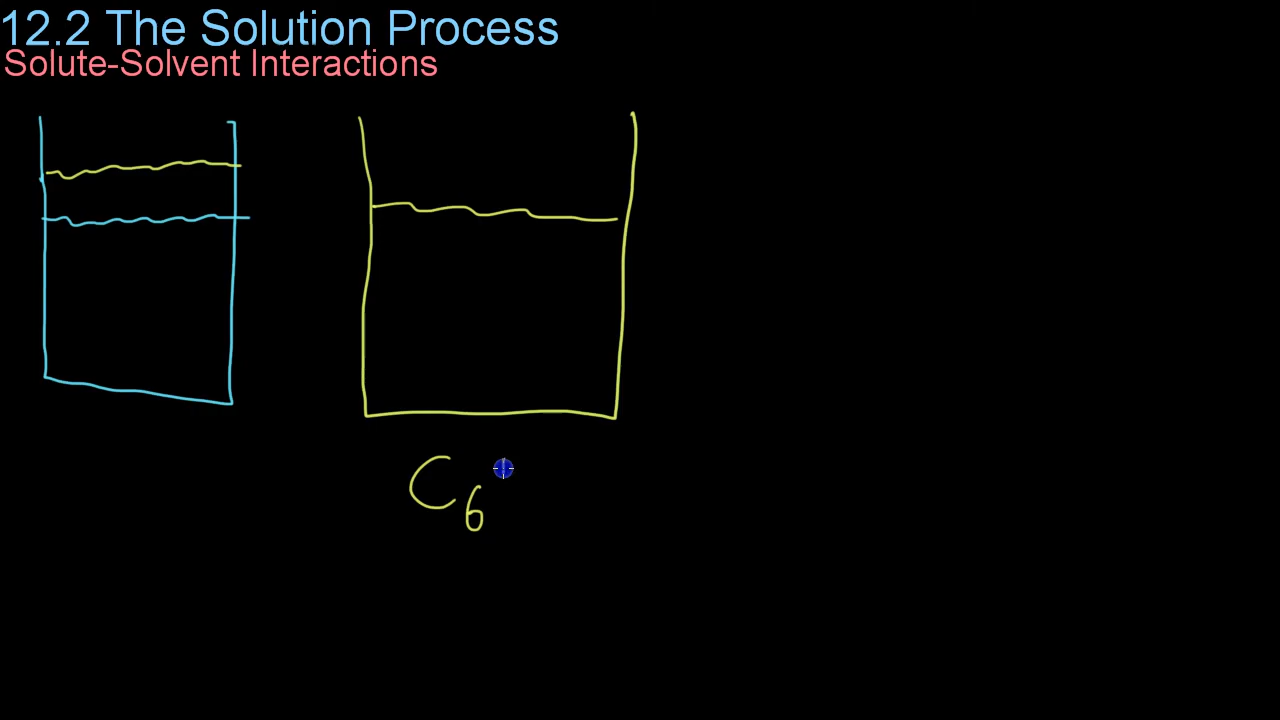 12.2 The Solution Process
Solute-Solvent Interactions
C₆